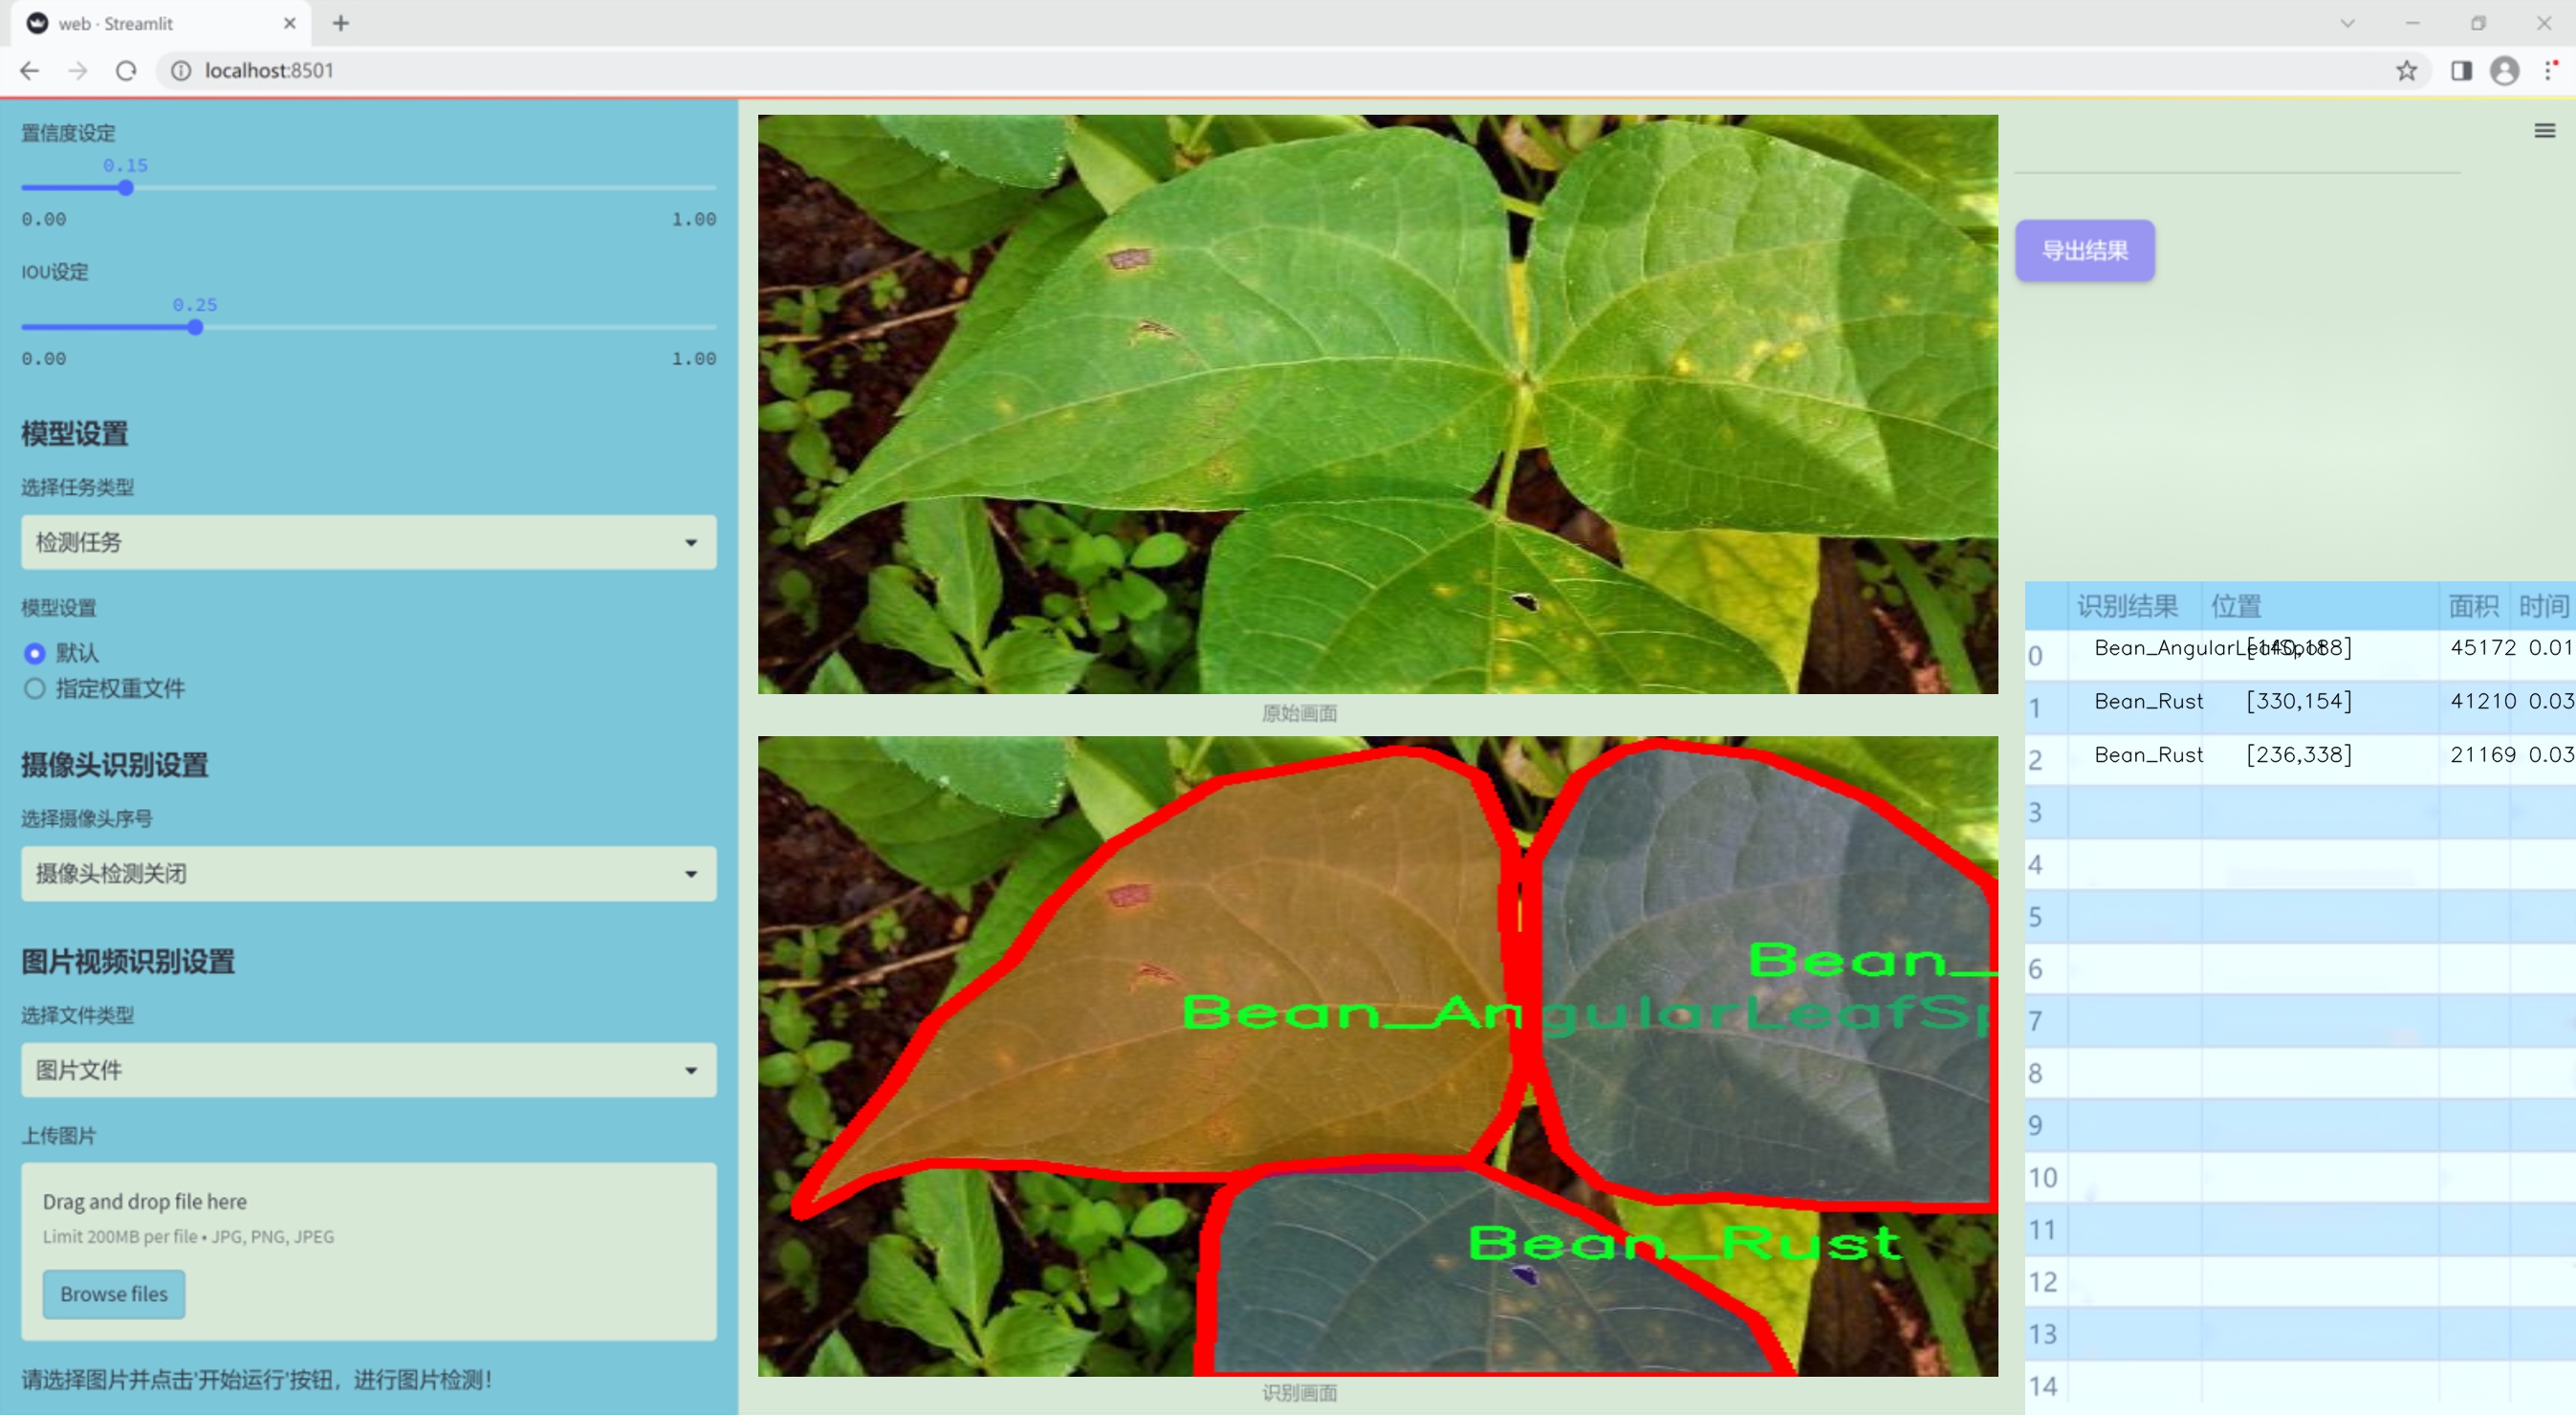 web · Streamlit
localhost:8501
置信度设定
0.15
0.00 1.00
IOU设定
0.25
0.00 1.00
模型设置
选择任务类型
检测任务
模型设置
默认
指定权重文件
摄像头识别设置
选择摄像头序号
摄像头检测关闭
图片视频识别设置
选择文件类型
图片文件
上传图片
Drag and drop file here
Limit 200MB per file • JPG, PNG, JPEG
Browse files
请选择图片并点击'开始运行'按钮，进行图片检测！
原始画面
Bean_
Bean_AngularLeafSp
Bean_Rust
识别画面
导出结果
识别结果 位置 面积 时间
0 Bean_AngularLeafSpot [140,188] 45172 0.01
1 Bean_Rust [330,154] 41210 0.03
2 Bean_Rust [236,338] 21169 0.03
3
4
5
6
7
8
9
10
11
12
13
14